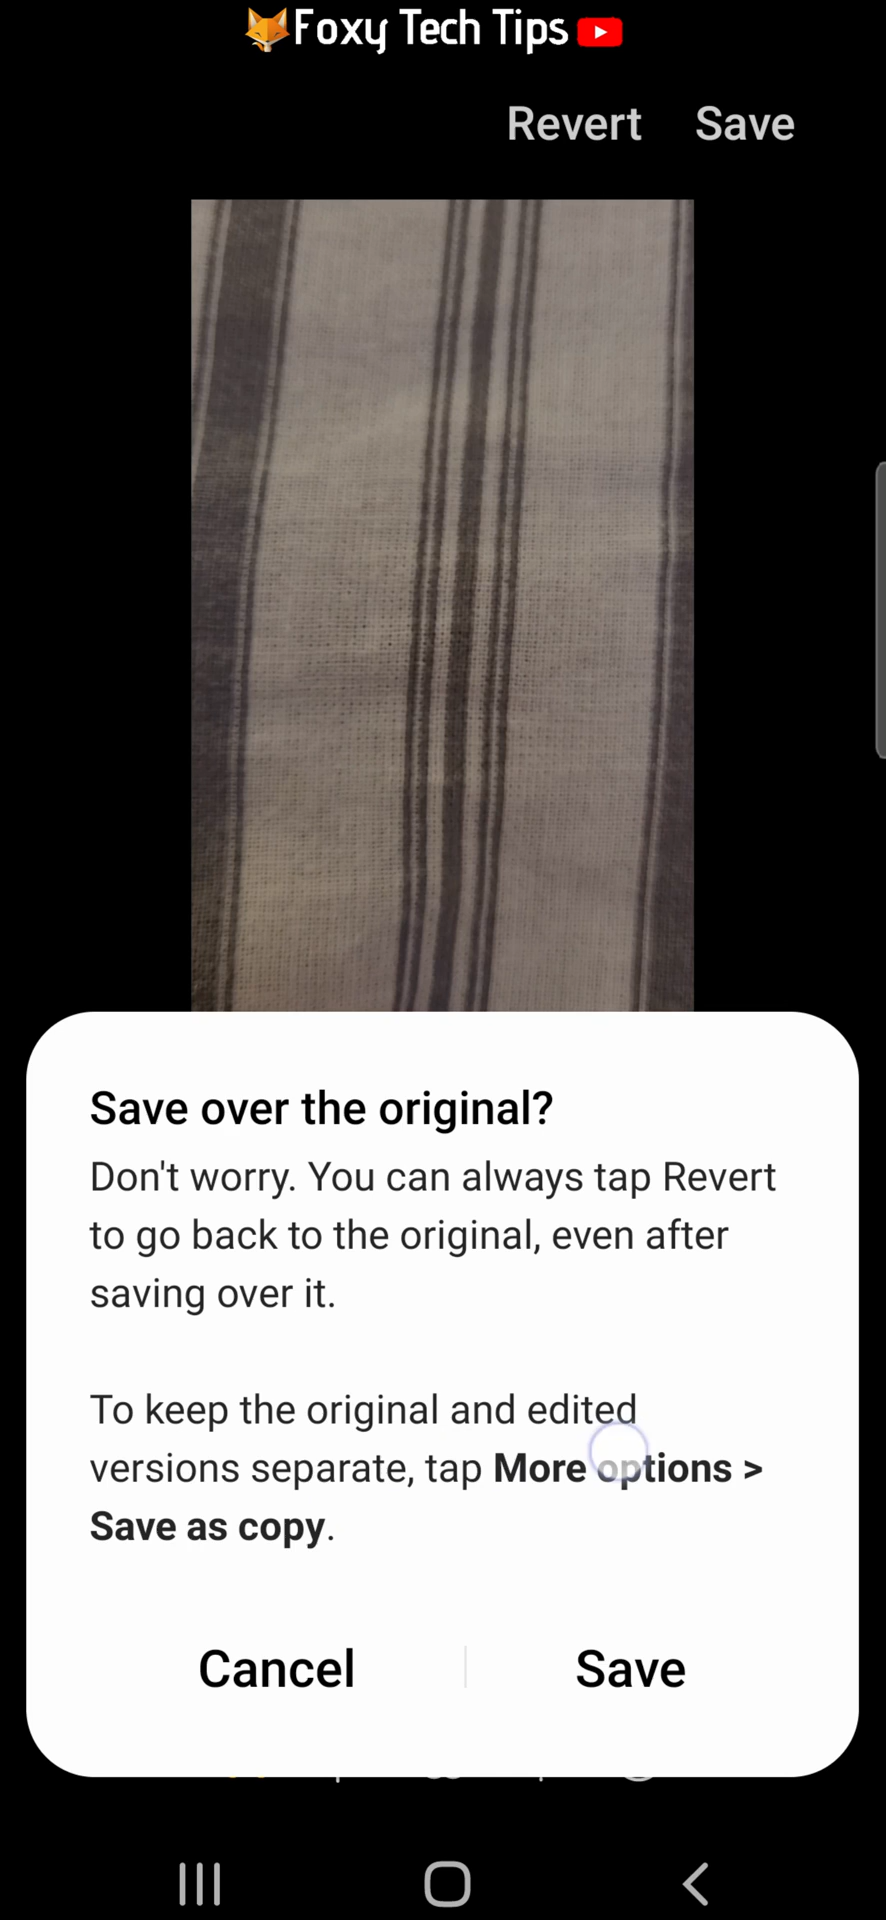 Foxy Tech Tips
Revert Save
Save over the original?
Don't worry. You can always tap Revert
to go back to the original, even after
saving over it.
To keep the original and edited
versions separate, tap More options >
Save as copy.
Cancel Save